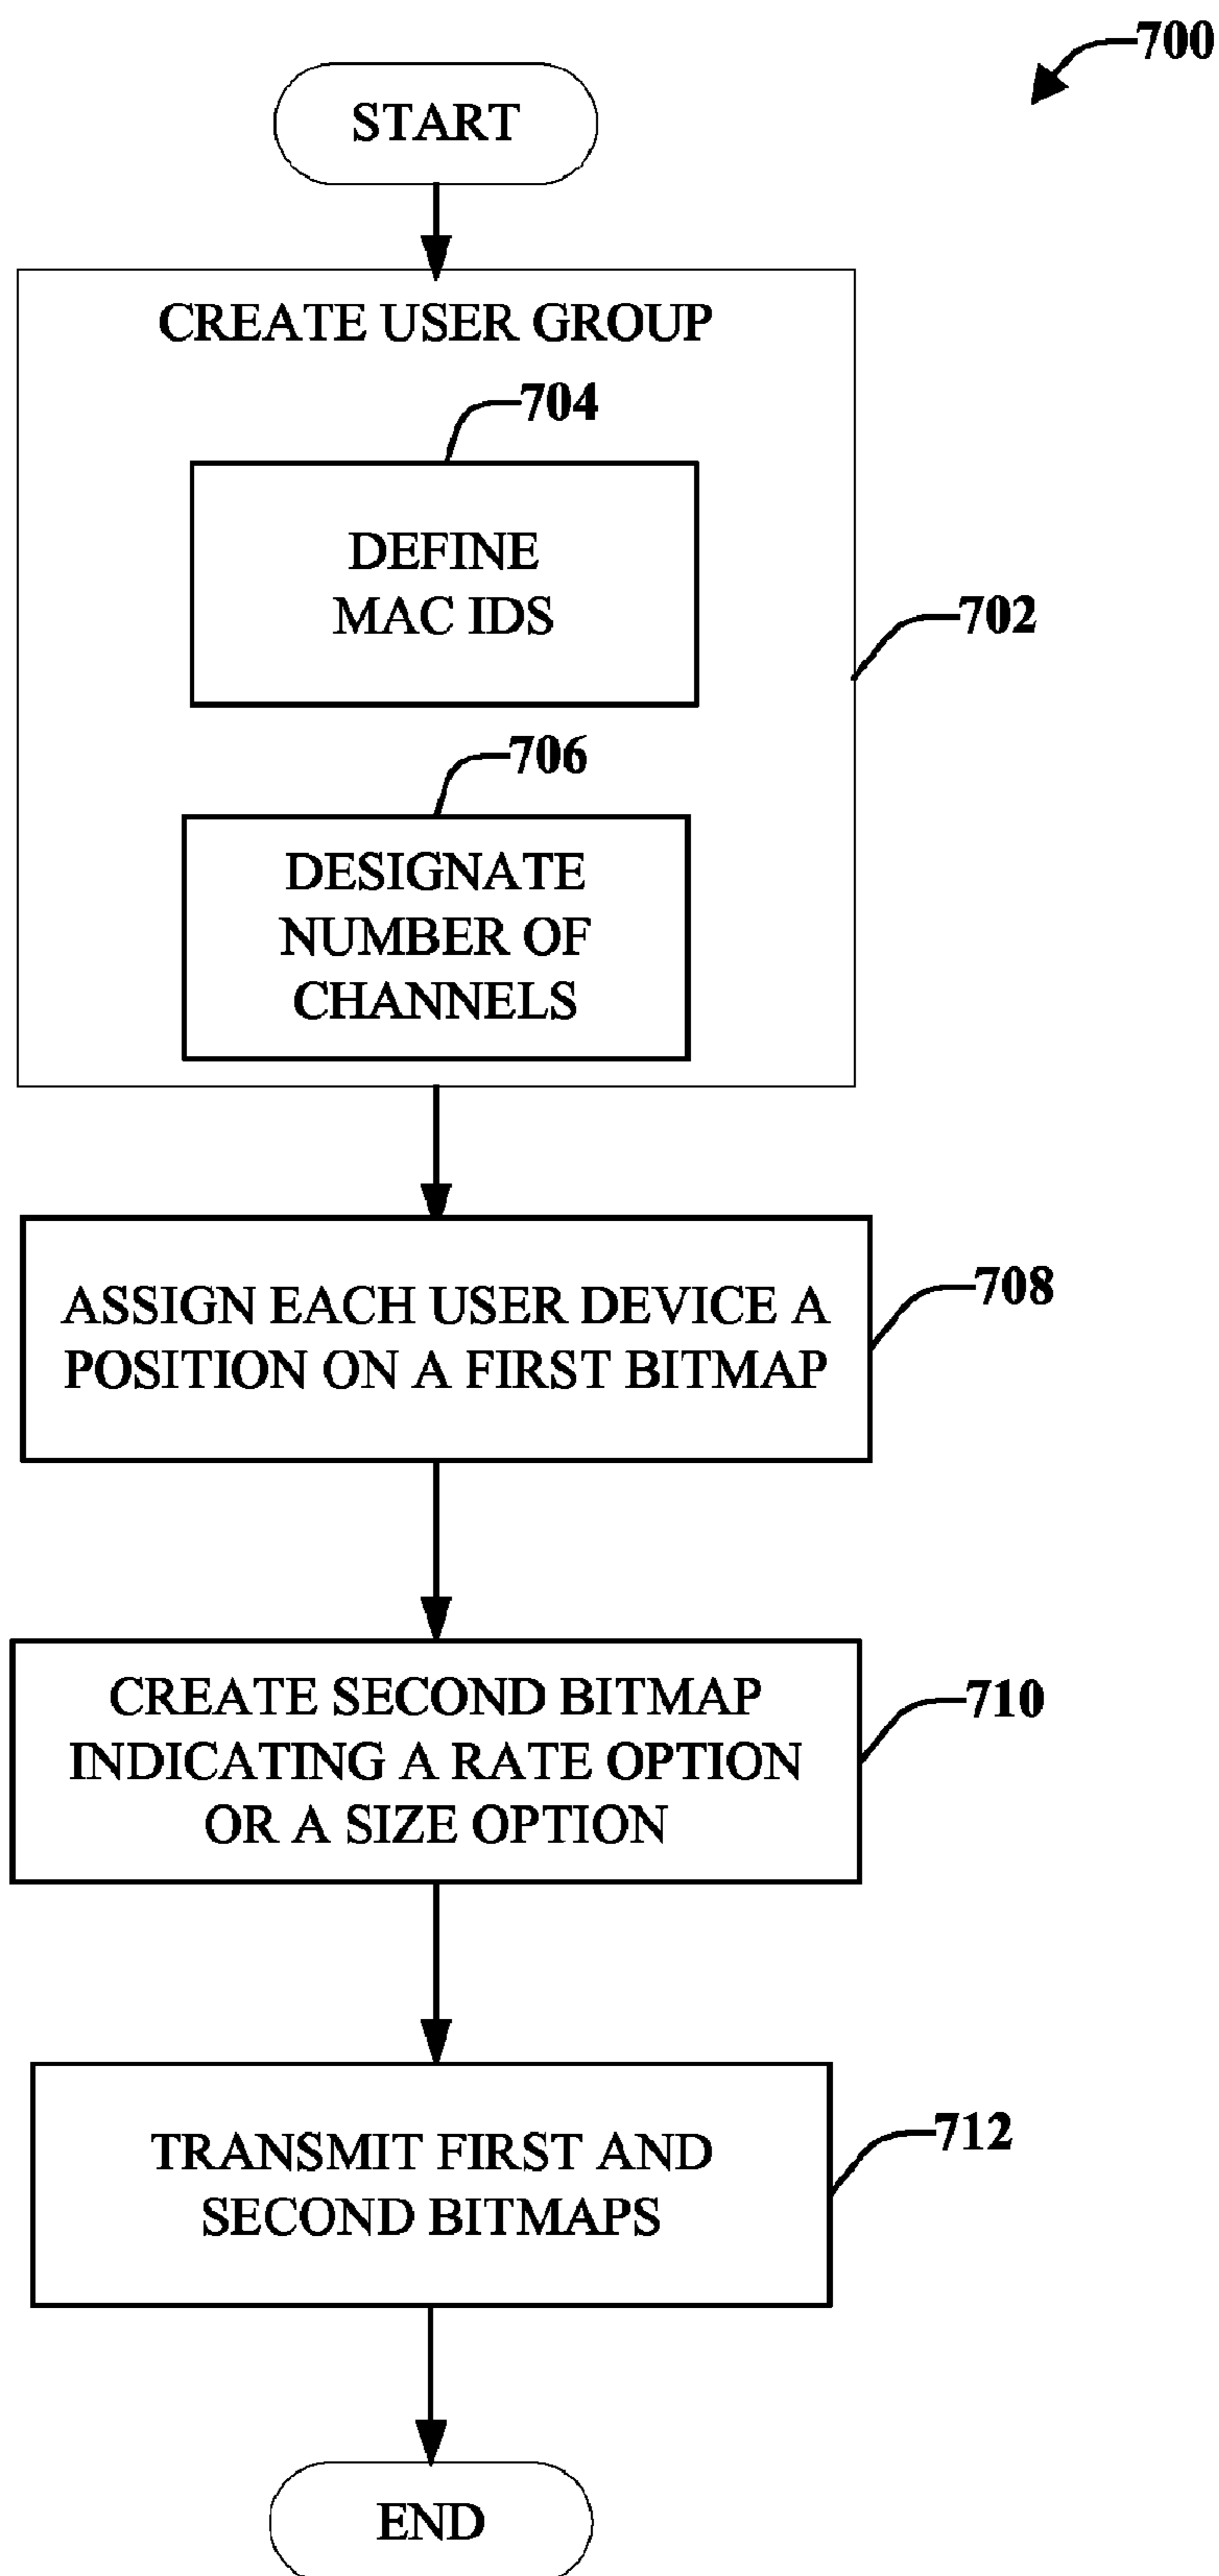 700
START
CREATE USER GROUP
704
DEFINE
MAC IDS
702
706
DESIGNATE
NUMBER OF
CHANNELS
708
ASSIGN EACH USER DEVICE A
POSITION ON A FIRST BITMAP
710
CREATE SECOND BITMAP
INDICATING A RATE OPTION
OR A SIZE OPTION
712
TRANSMIT FIRST AND
SECOND BITMAPS
END